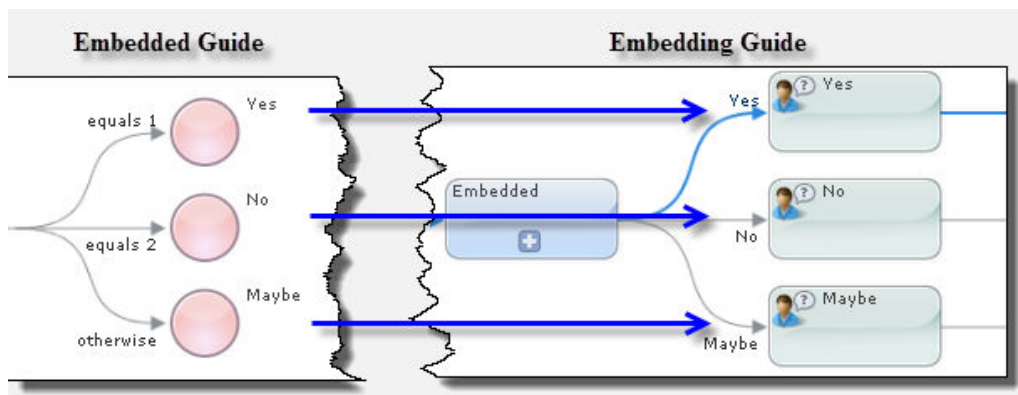 Embedded Guide
Embedding Guide
equals 1
Yes
No
equals 2
Maybe
otherwise
Embedded
Yes
Yes
No
No
Maybe
Maybe